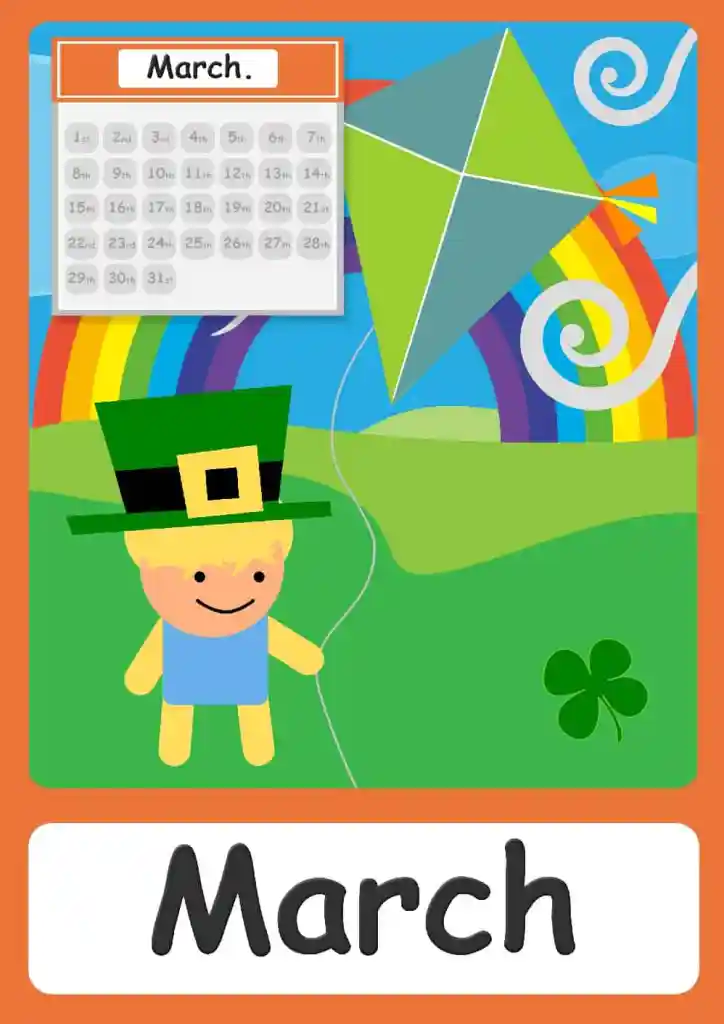 March.
1st 2nd 3rd 4th 5th 6th 7th
8th 9th 10th 11th 12th 13th 14th
15th 16th 17th 18th 19th 20th 21st
22nd 23rd 24th 25th 26th 27th 28th
29th 30th 31st
March